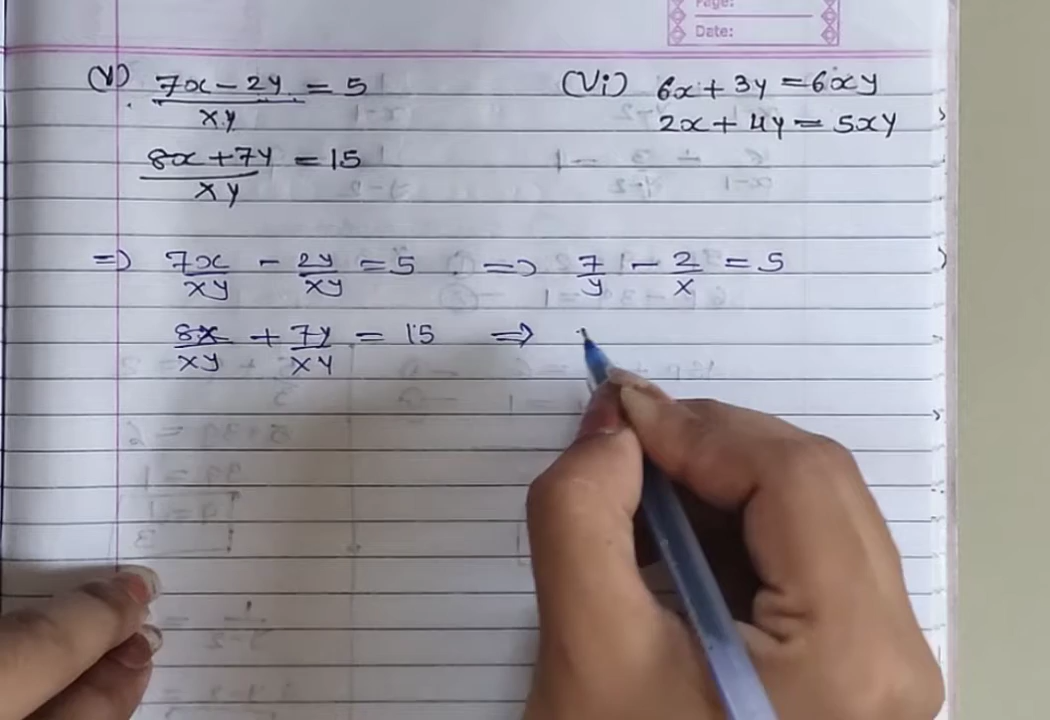 Page:
Date:
(V) 7x - 2y = 5
xy
8x + 7y = 15
xy
(Vi) 6x + 3y = 6xy
2x + 4y = 5xy
=> 7x/xy - 2y/xy = 5 => 7/y - 2/x = 5
8x/xy + 7y/xy = 15 =>